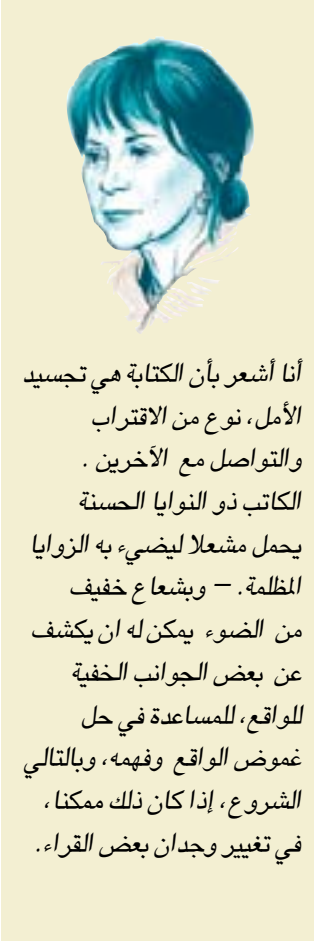 أنا أشعر بأن الكتابة هي تجسيد
الأمل، نوع من الاقتراب
والتواصل مع الآخرين .
الكاتب ذو النوايا الحسنة
يحمل مشعلا ليضيء به الزوايا
المظلمة. – وبشعاع خفيف
من الضوء يمكن له ان يكشف
عن بعض الجوانب الخفية
للواقع، للمساعدة في حل
غموض الواقع وفهمه، وبالتالي
الشروع، إذا كان ذلك ممكنا،
في تغيير وجدان بعض القراء.